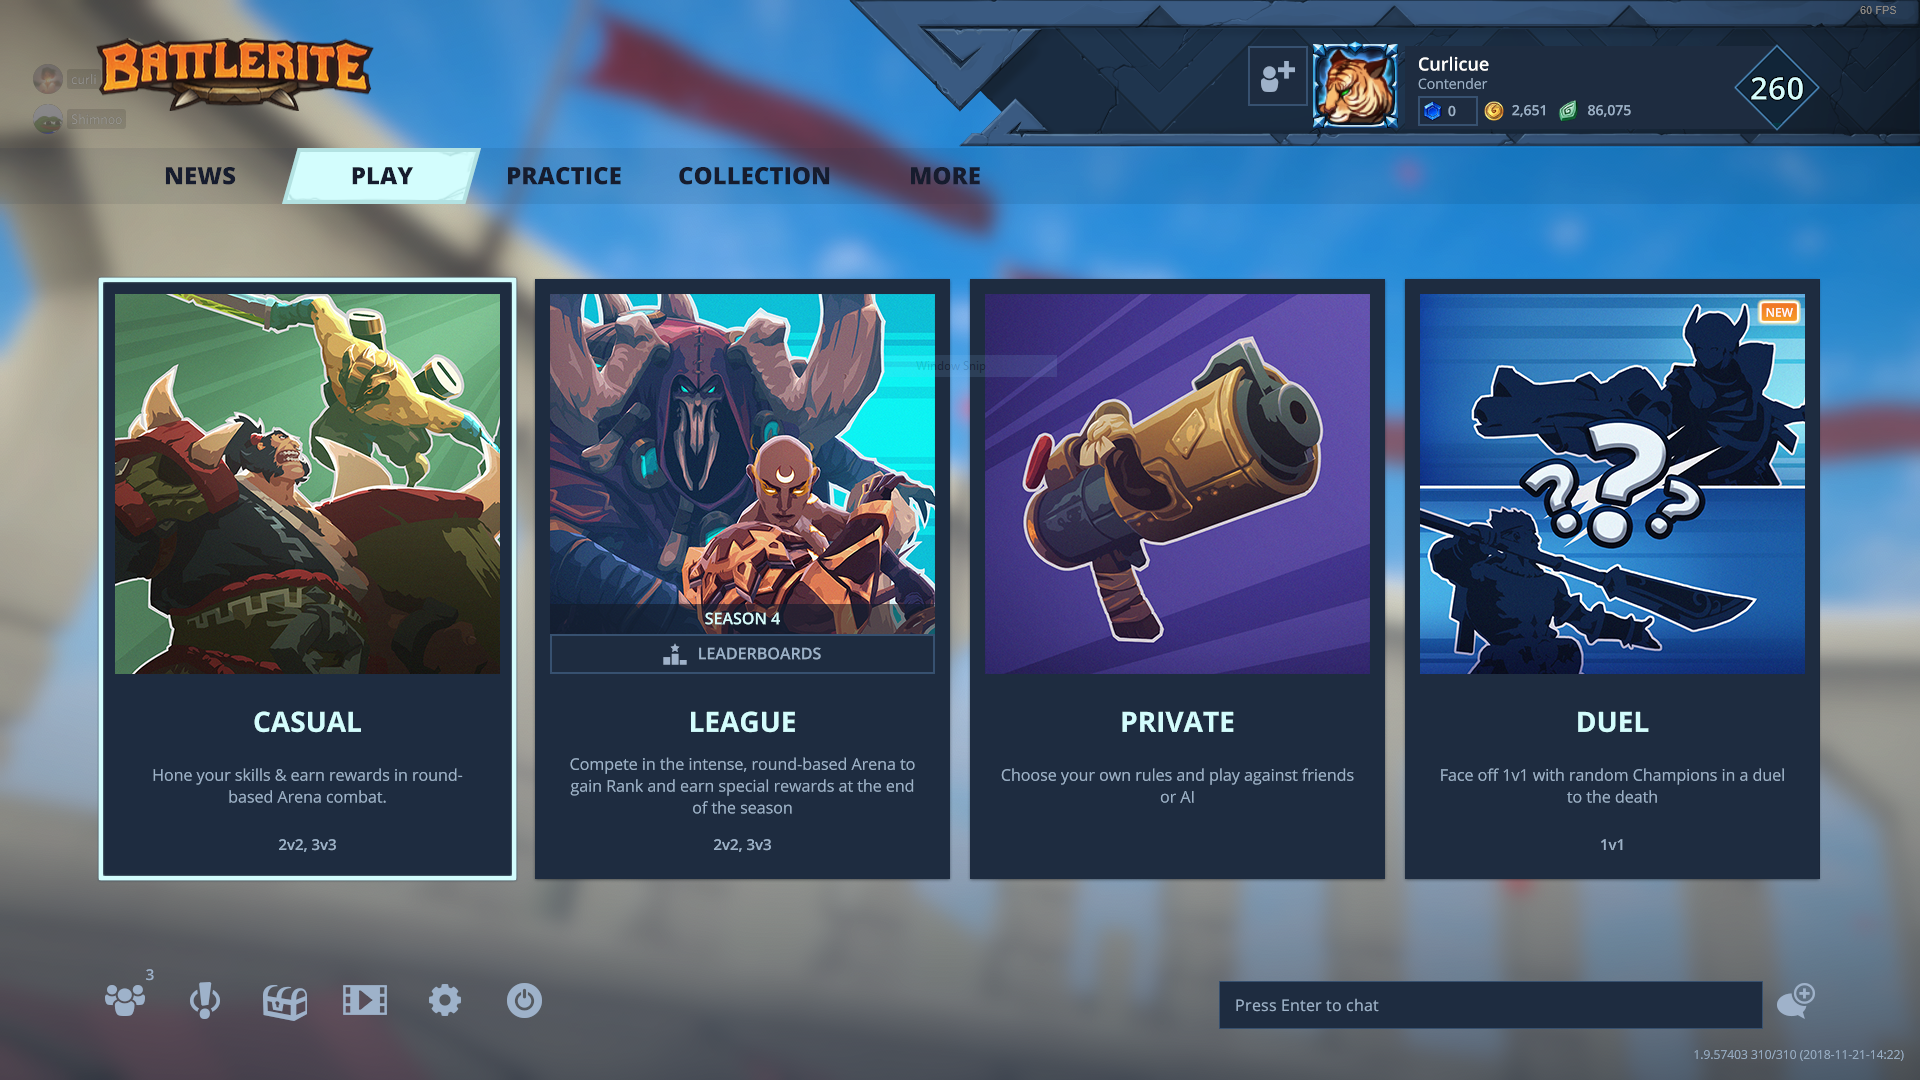 60 FPS
BATTLERITE
curli
Shimneo
Curlicue
Contender
0 2,651 86,075
260
NEWS PLAY PRACTICE COLLECTION MORE
NEW
Window Snip
SEASON 4
LEADERBOARDS
CASUAL
Hone your skills & earn rewards in round-
based Arena combat.
2v2, 3v3
LEAGUE
Compete in the intense, round-based Arena to
gain Rank and earn special rewards at the end
of the season
2v2, 3v3
PRIVATE
Choose your own rules and play against friends
or AI
DUEL
Face off 1v1 with random Champions in a duel
to the death
1v1
3
Press Enter to chat
1.9.57403 310/310 (2018-11-21-14:22)